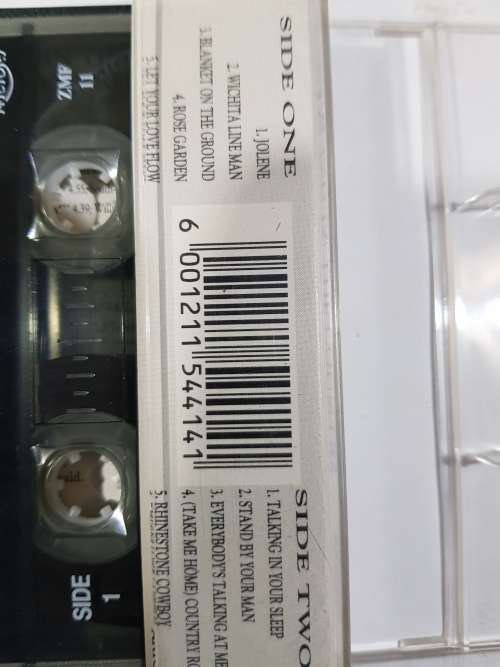 ZMF
11
SIDE
1
SIDE ONE
1. JOLENE
2. WICHITA LINE MAN
3. BLANKET ON THE GROUND
4. ROSE GARDEN
5. LET YOUR LOVE FLOW
6 001211 544141
SIDE TWO
1. TALKING IN YOUR SLEEP
2. STAND BY YOUR MAN
3. EVERYBODY'S TALKING AT ME
4. (TAKE ME HOME) COUNTRY
5. RHINESTONE COWBOY